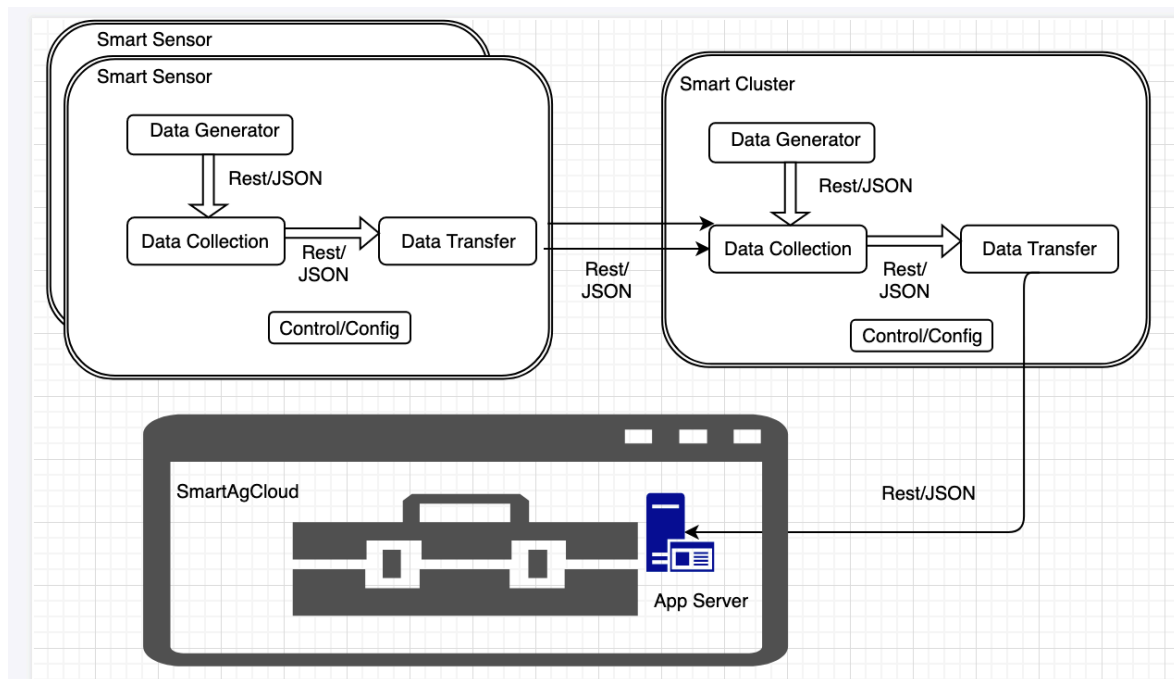 Smart Sensor
Smart Sensor
Data Generator
Rest/JSON
Data Collection
Rest/
JSON
Data Transfer
Control/Config
Rest/
JSON
Smart Cluster
Data Generator
Rest/JSON
Data Collection
Rest/
JSON
Data Transfer
Control/Config
Rest/JSON
SmartAgCloud
App Server